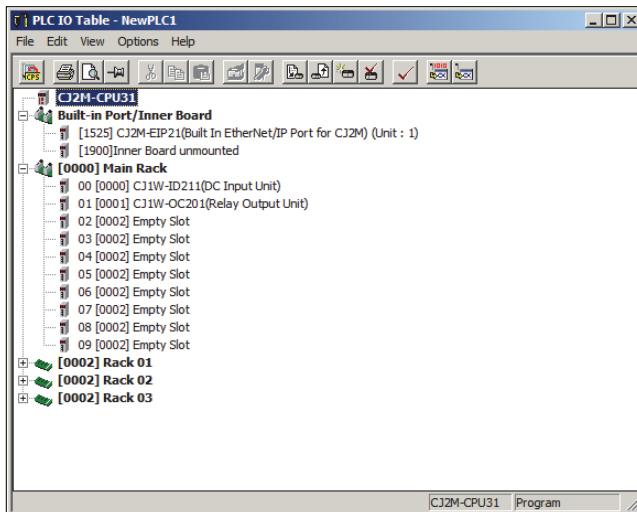 PLC IO Table - NewPLC1
File Edit View Options Help
CJ2M-CPU31
Built-in Port/Inner Board
[1525] CJ2M-EIP21(Built In EtherNet/IP Port for CJ2M) (Unit : 1)
[1900]Inner Board unmounted
[0000] Main Rack
00 [0000] CJ1W-ID211(DC Input Unit)
01 [0001] CJ1W-OC201(Relay Output Unit)
02 [0002] Empty Slot
03 [0002] Empty Slot
04 [0002] Empty Slot
05 [0002] Empty Slot
06 [0002] Empty Slot
07 [0002] Empty Slot
08 [0002] Empty Slot
09 [0002] Empty Slot
[0002] Rack 01
[0002] Rack 02
[0002] Rack 03
CJ2M-CPU31 Program